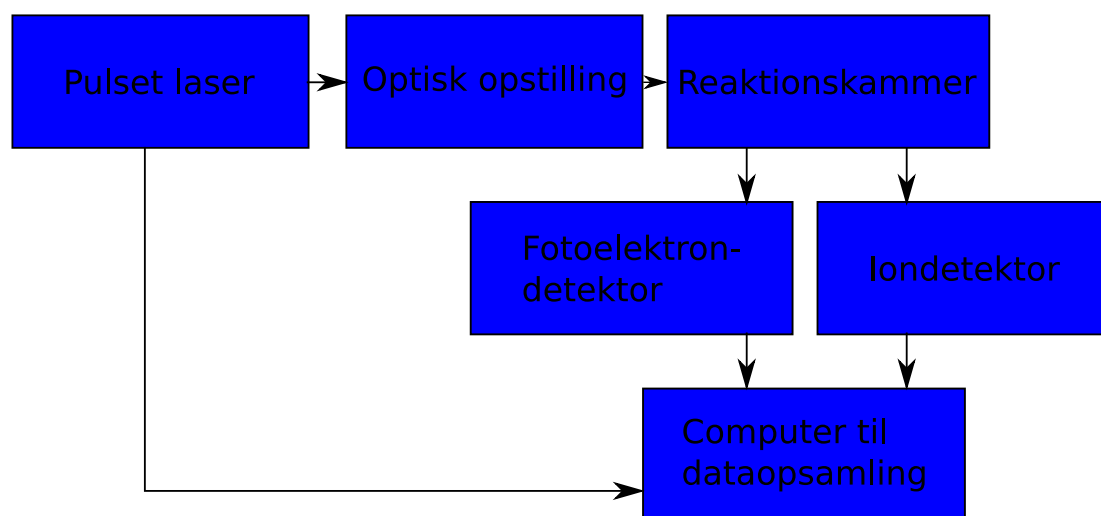 Pulset laser
Optisk opstilling
Reaktionskammer
Fotoelektron-
detektor
Iondetektor
Computer til
dataopsamling